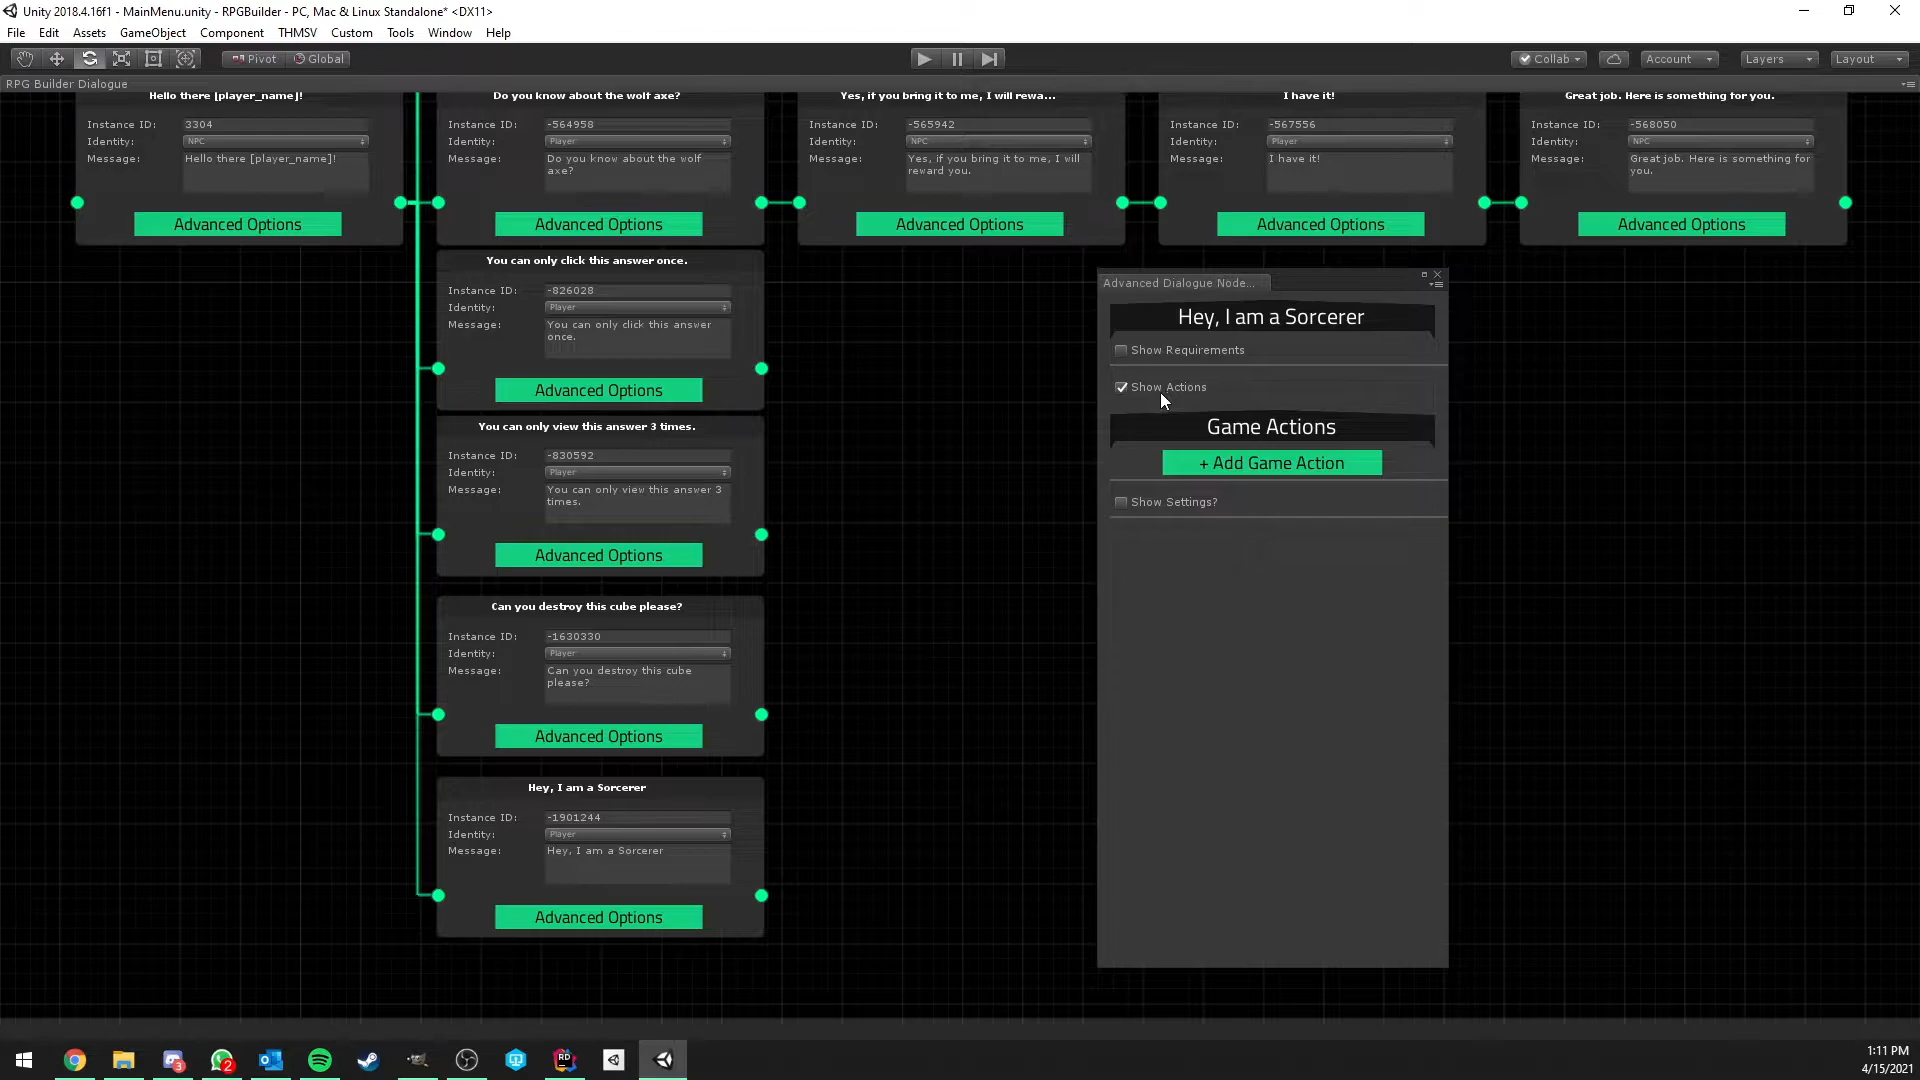 Unity 2018.4.16f1 - MainMenu.unity - RPGBuilder - PC, Mac & Linux Standalone* <DX11>
File Edit Assets GameObject Component THMSV Custom Tools Window Help
Pivot Global Collab Account Layers Layout
RPG Builder Dialogue
Hello there [player_name]!
Instance ID: 3304
Identity: NPC
Message: Hello there [player_name]!
Advanced Options
Do you know about the wolf axe?
Instance ID: -564958
Identity: Player
Message: Do you know about the wolf
axe?
Advanced Options
Yes, if you bring it to me, I will rewa...
Instance ID: -565942
Identity: NPC
Message: Yes, if you bring it to me, I will
reward you.
Advanced Options
I have it!
Instance ID: -567556
Identity: Player
Message: I have it!
Advanced Options
Great job. Here is something for you.
Instance ID: -568050
Identity: NPC
Message: Great job. Here is something for
you.
Advanced Options
You can only click this answer once.
Instance ID: -826028
Identity: Player
Message: You can only click this answer
once.
Advanced Options
You can only view this answer 3 times.
Instance ID: -830592
Identity: Player
Message: You can only view this answer 3
times.
Advanced Options
Can you destroy this cube please?
Instance ID: -1630330
Identity: Player
Message: Can you destroy this cube
please?
Advanced Options
Hey, I am a Sorcerer
Instance ID: -1901244
Identity: Player
Message: Hey, I am a Sorcerer
Advanced Options
Advanced Dialogue Node...
Hey, I am a Sorcerer
Show Requirements
Show Actions
Game Actions
+ Add Game Action
Show Settings?
3
2
RD
1:11 PM
4/15/2021